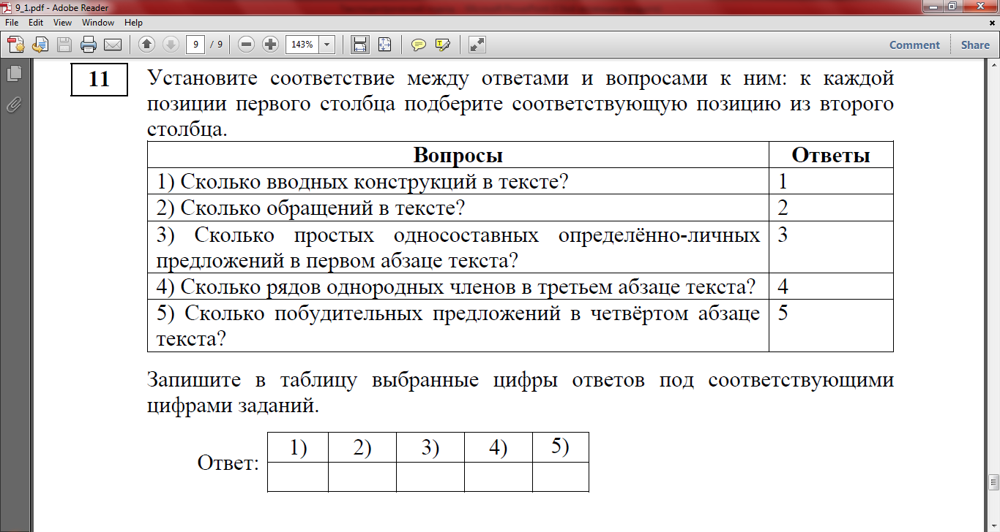 9_1.pdf - Adobe Reader
File Edit View Window Help
9 / 9 143% Comment Share
11 Установите соответствие между ответами и вопросами к ним: к каждой
позиции первого столбца подберите соответствующую позицию из второго
столбца.
Вопросы Ответы
1) Сколько вводных конструкций в тексте? 1
2) Сколько обращений в тексте? 2
3) Сколько простых односоставных определённо-личных 3
предложений в первом абзаце текста?
4) Сколько рядов однородных членов в третьем абзаце текста? 4
5) Сколько побудительных предложений в четвёртом абзаце 5
текста?
Запишите в таблицу выбранные цифры ответов под соответствующими
цифрами заданий.
1) 2) 3) 4) 5)
Ответ: